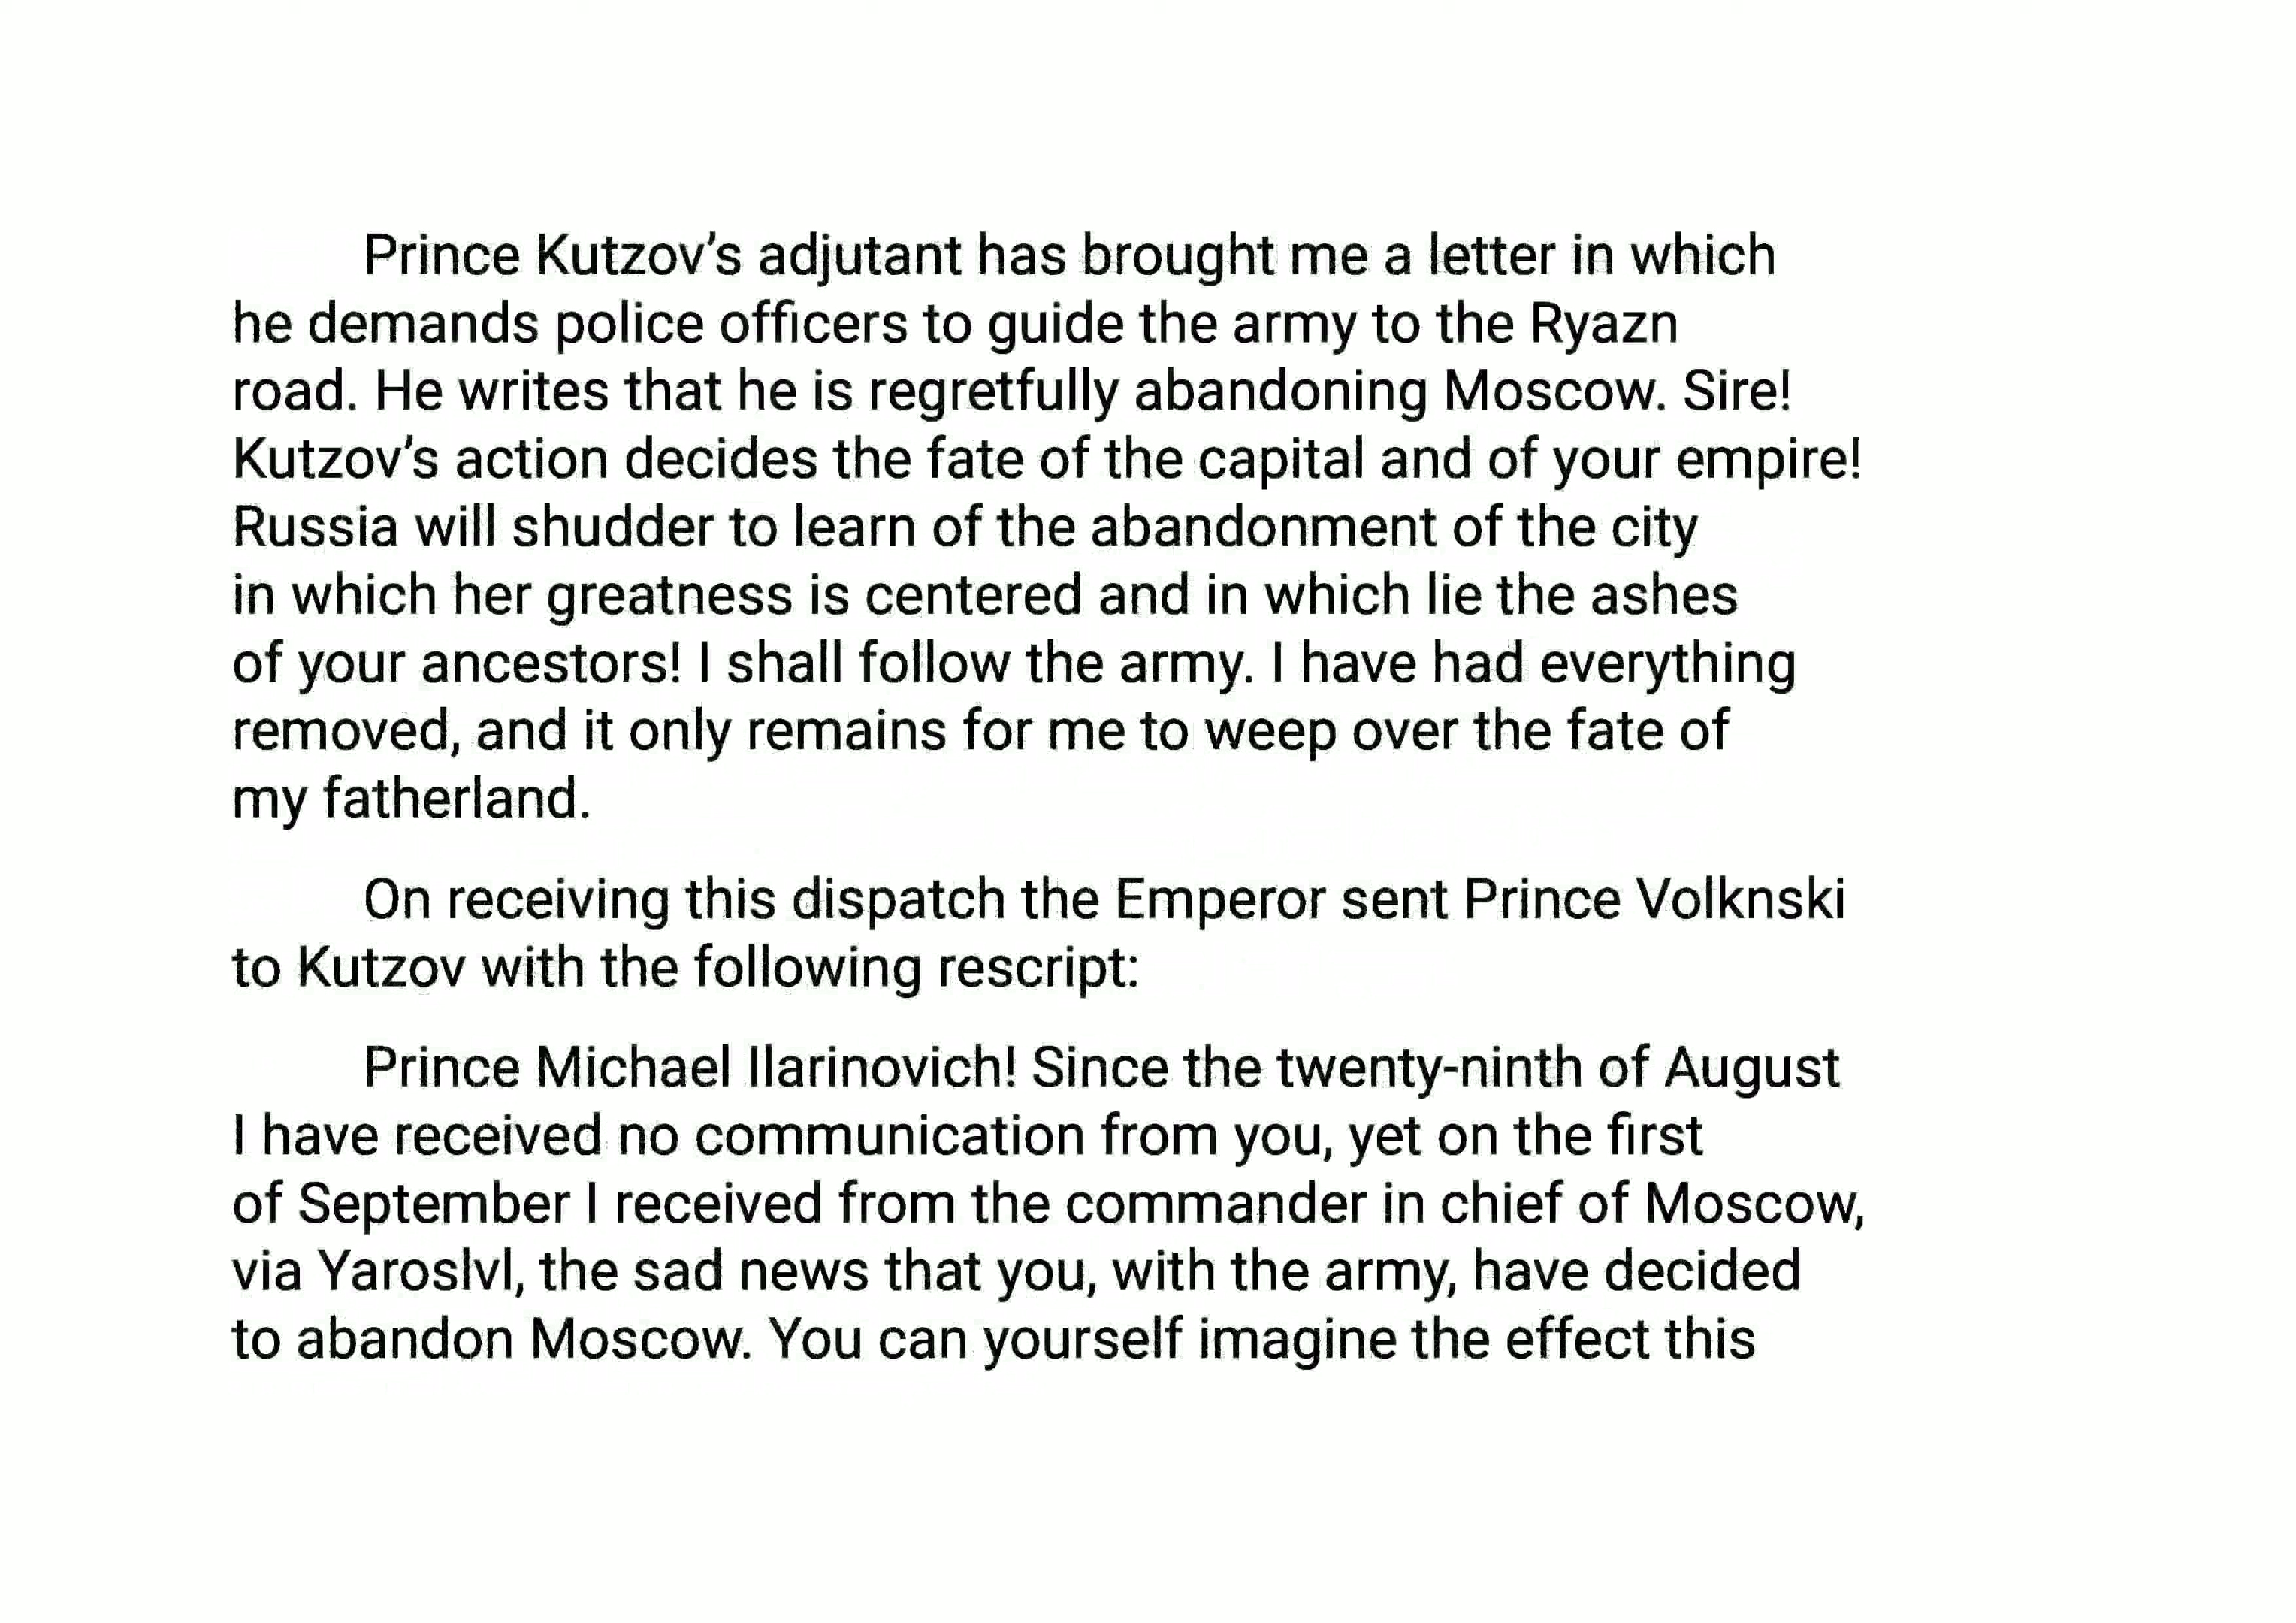 Prince Kutzov’s adjutant has brought me a letter in which
he demands police officers to guide the army to the Ryazn
road. He writes that he is regretfully abandoning Moscow. Sire!
Kutzov’s action decides the fate of the capital and of your empire!
Russia will shudder to learn of the abandonment of the city
in which her greatness is centered and in which lie the ashes
of your ancestors! I shall follow the army. I have had everything
removed, and it only remains for me to weep over the fate of
my fatherland.
On receiving this dispatch the Emperor sent Prince Volknski
to Kutzov with the following rescript:
Prince Michael Ilarinovich! Since the twenty-ninth of August
I have received no communication from you, yet on the first
of September I received from the commander in chief of Moscow,
via Yaroslvl, the sad news that you, with the army, have decided
to abandon Moscow. You can yourself imagine the effect this